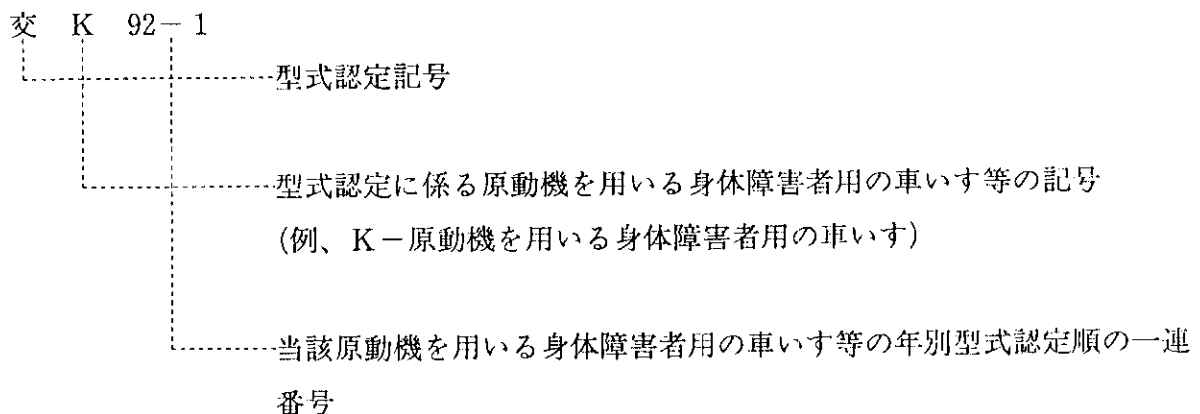 交 K 92－1
型式認定記号
型式認定に係る原動機を用いる身体障害者用の車いす等の記号
(例、K－原動機を用いる身体障害者用の車いす)
当該原動機を用いる身体障害者用の車いす等の年別型式認定順の一連
番号